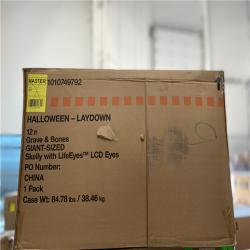 MASTER
1010749792
HALLOWEEN – LAYDOWN
12 ft
Grave & Bones
GIANT-SIZED
Skelly with LifeEyes™ LCD Eyes
PO Number:
CHINA
1 Pack
Case Wt: 84.78 lbs / 38.46 kg